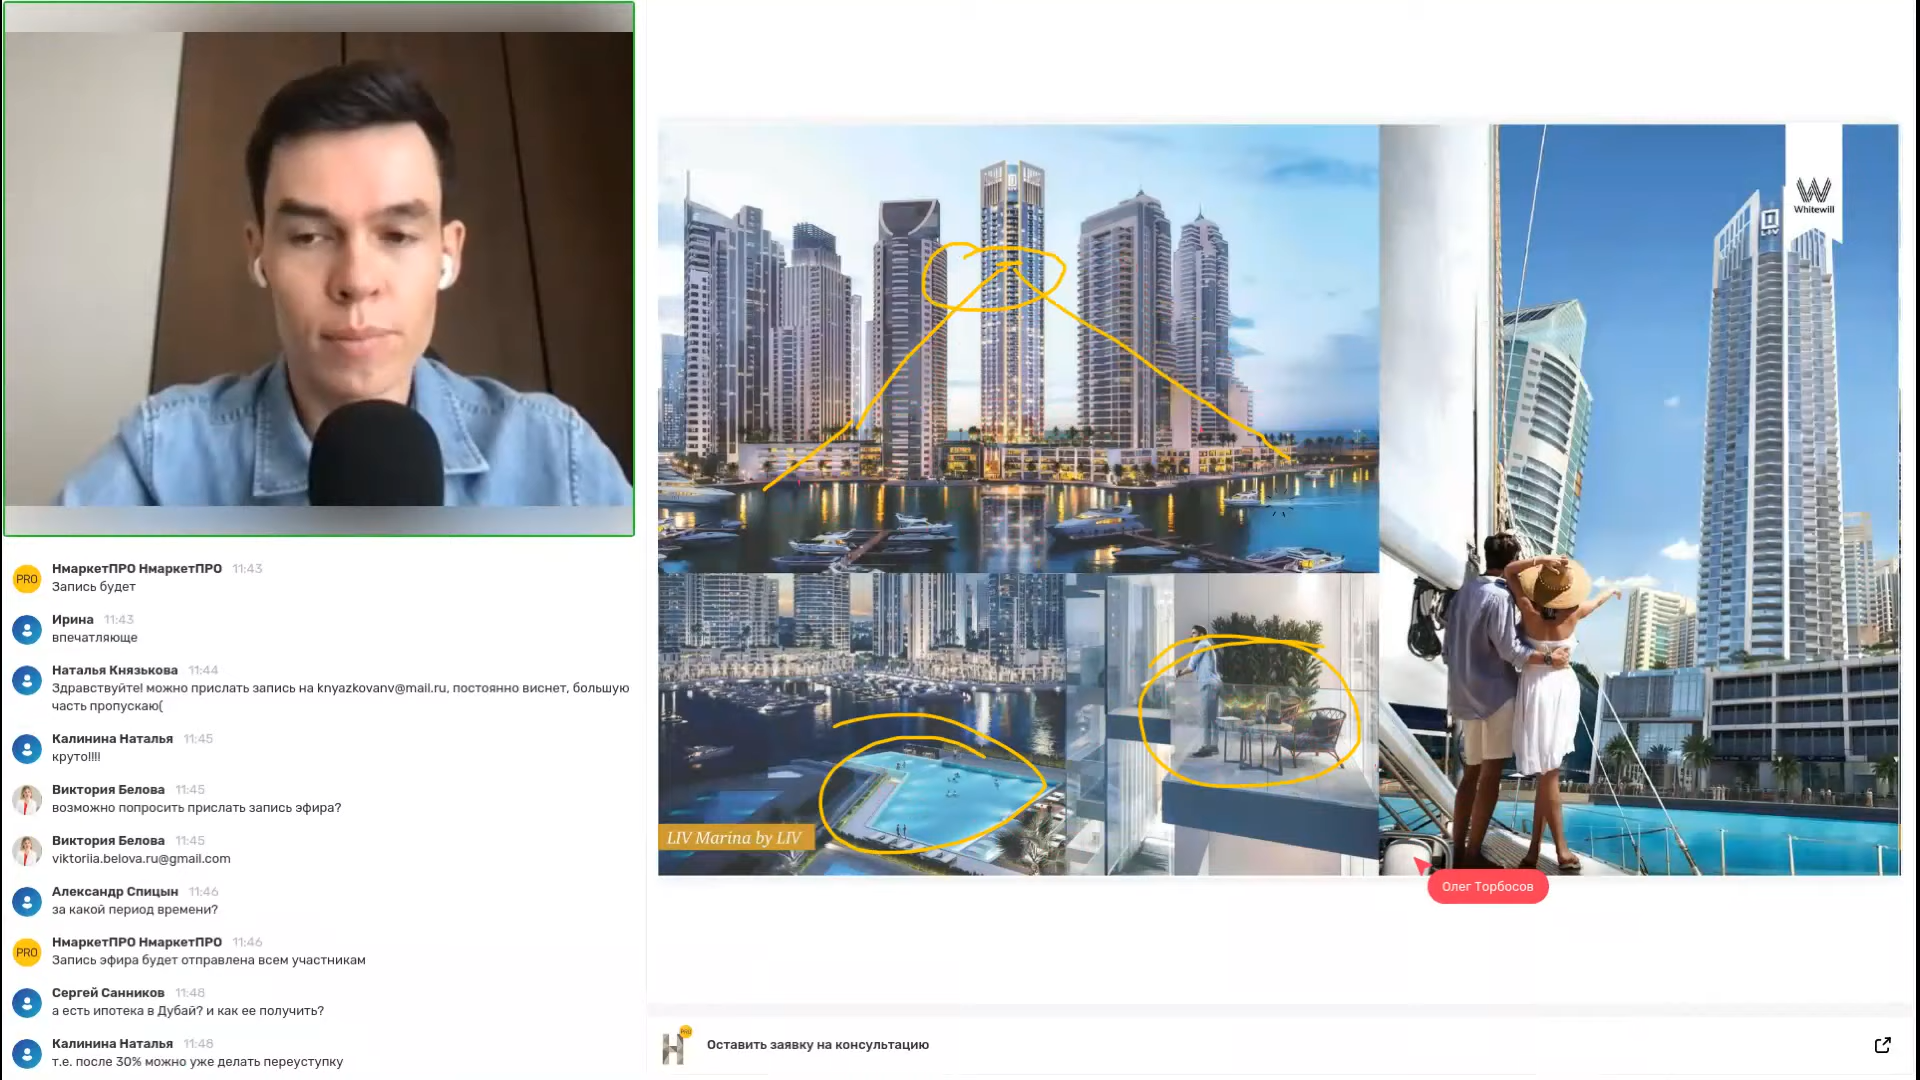 НмаркетПРО НмаркетПРО 11:43
PRO
Запись будет
Ирина 11:43
впечатляюще
Наталья Князькова 11:44
Здравствуйте! можно прислать запись на knyazkovanv@mail.ru, постоянно виснет, большую
часть пропускаю(
Калинина Наталья 11:45
круто!!!!
Виктория Белова 11:45
возможно попросить прислать запись эфира?
Виктория Белова 11:45
viktoriia.belova.ru@gmail.com
Александр Спицын 11:46
за какой период времени?
НмаркетПРО НмаркетПРО 11:46
PRO
Запись эфира будет отправлена всем участникам
Сергей Санников 11:48
а есть ипотека в Дубай? и как ее получить?
Калинина Наталья 11:48
т.е. после 30% можно уже делать переуступку
Whitewill
LIV
LIV Marina by LIV
Олег Торбосов
PRO
H
Оставить заявку на консультацию